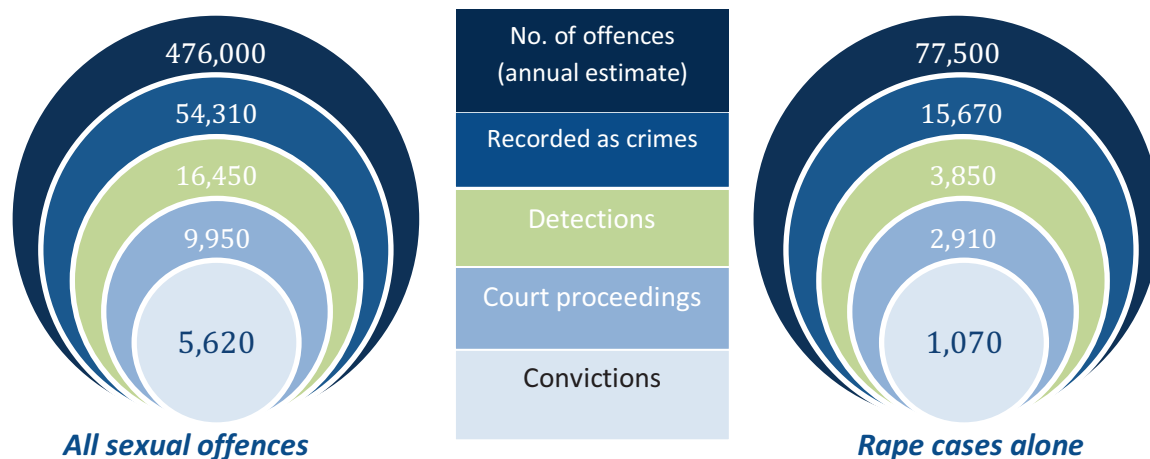 476,000
54,310
16,450
9,950
5,620
All sexual offences
No. of offences
(annual estimate)
Recorded as crimes
Detections
Court proceedings
Convictions
77,500
15,670
3,850
2,910
1,070
Rape cases alone